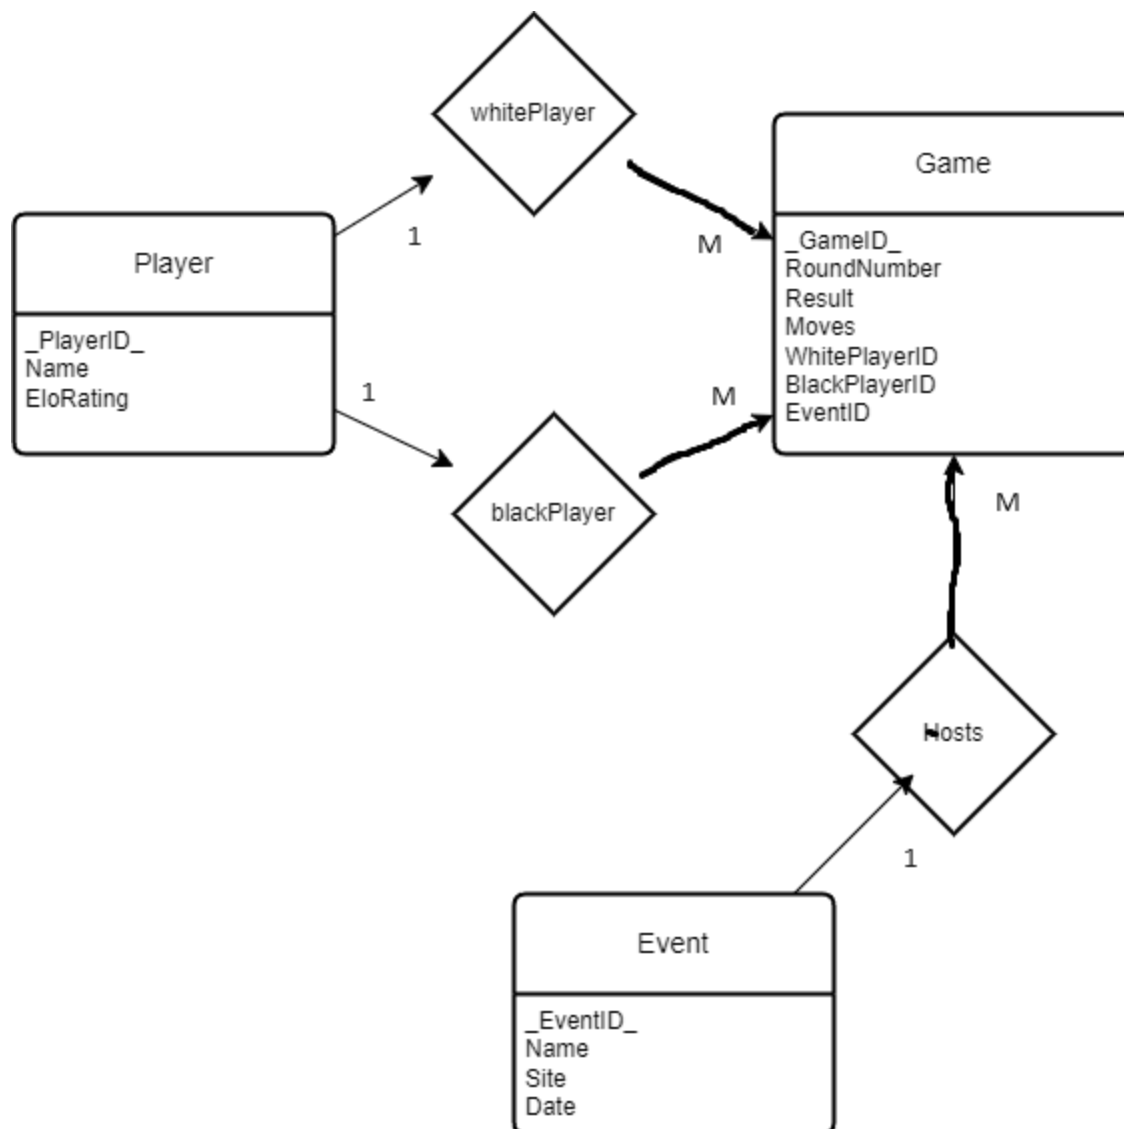 whitePlayer
Game
1
M
Player
_GameID_
RoundNumber
Result
Moves
WhitePlayerID
BlackPlayerID
EventID
_PlayerID_
Name
EloRating
1
M
blackPlayer
M
Hosts
1
Event
_EventID_
Name
Site
Date